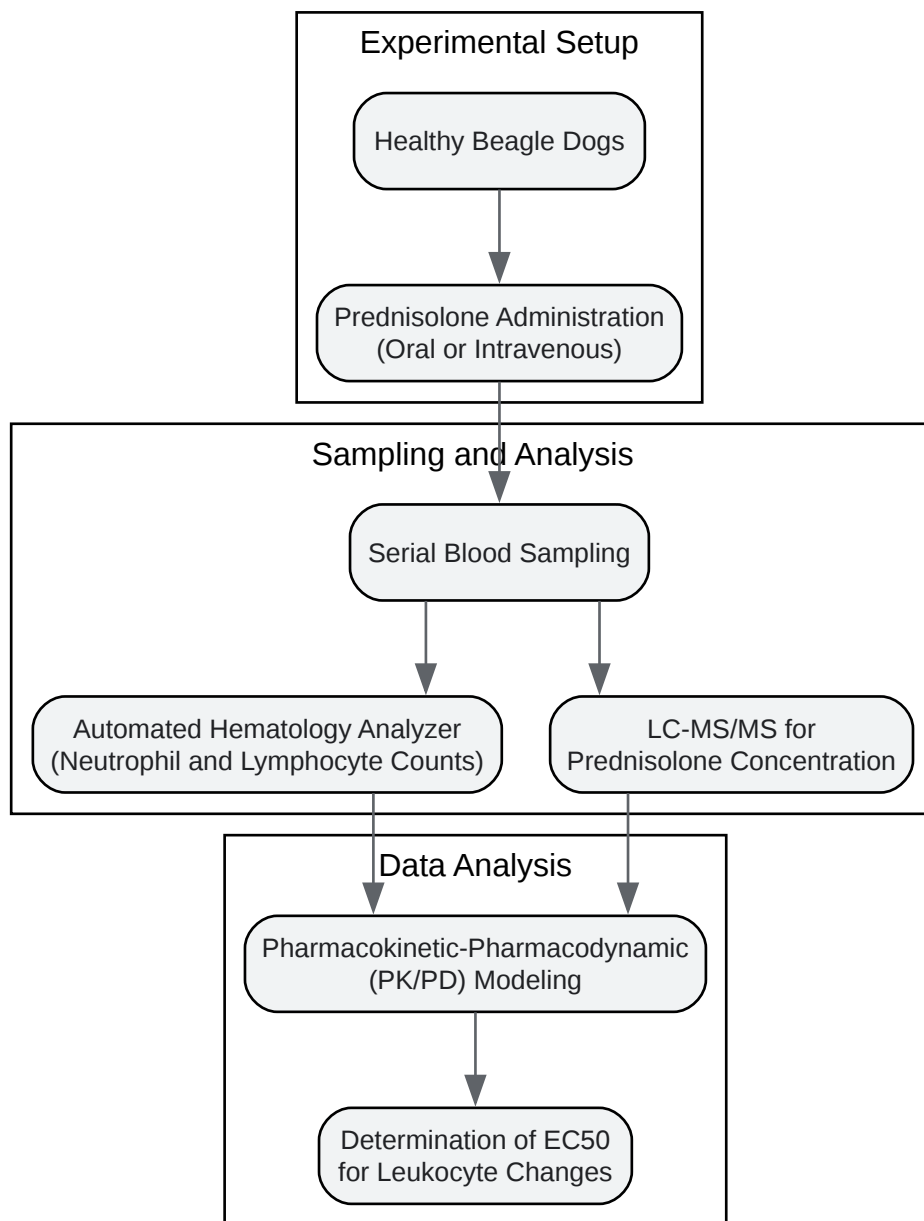 Experimental Setup
Healthy Beagle Dogs
Prednisolone Administration
(Oral or Intravenous)
Sampling and Analysis
Serial Blood Sampling
Automated Hematology Analyzer
(Neutrophil and Lymphocyte Counts)
LC-MS/MS for
Prednisolone Concentration
Data Analysis
Pharmacokinetic-Pharmacodynamic
(PK/PD) Modeling
Determination of EC50
for Leukocyte Changes